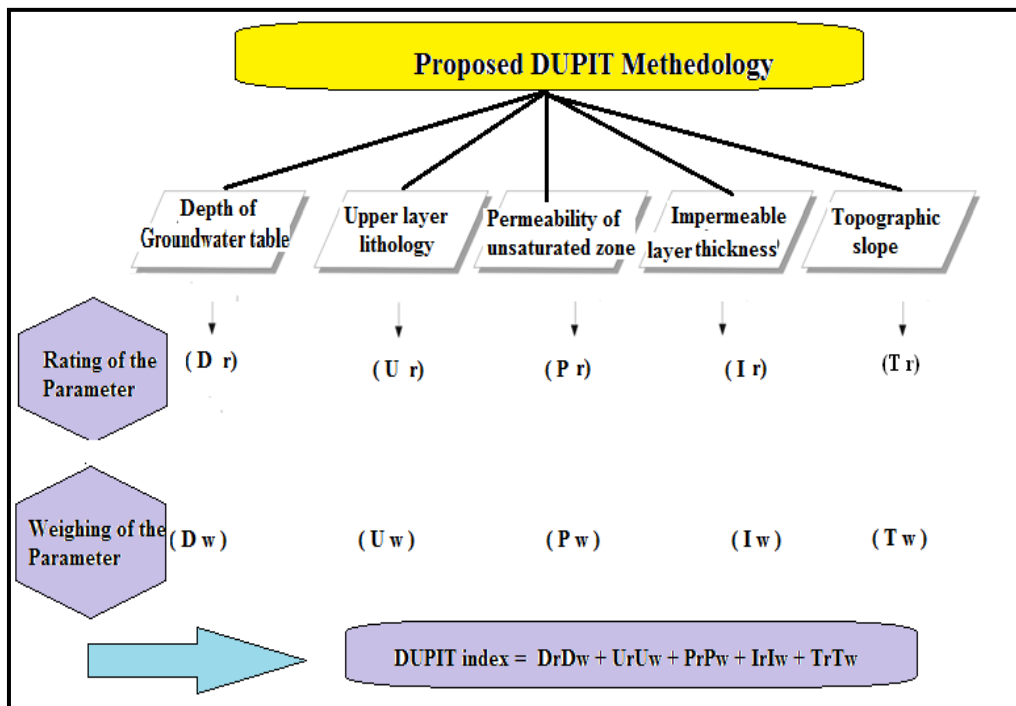 Proposed DUPIT Methedology
Depth of
Groundwater table
Upper layer
lithology
Permeability of
unsaturated zone
Impermeable
layer thickness
Topographic
slope
Rating of the
Parameter
( D r)
( U r)
( P r)
( I r)
(T r)
Weighing of the
Parameter
( D w )
( U w )
( P w )
( I w )
( T w )
DUPIT index = DrDw + UrUw + PrPw + IrIw + TrTw